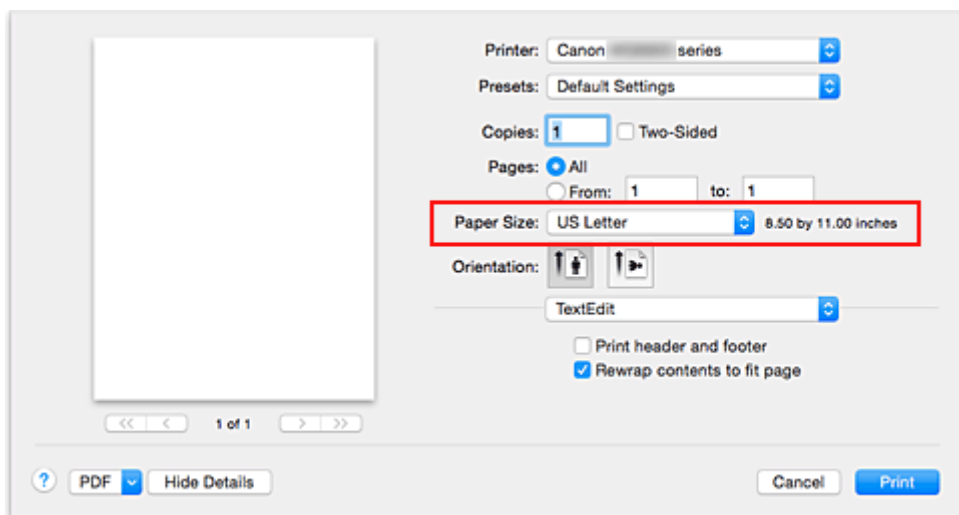 Printer: Canon series
Presets: Default Settings
Copies: 1 Two-Sided
Pages: All
From: 1 to: 1
Paper Size: US Letter 8.50 by 11.00 inches
Orientation:
TextEdit
Print header and footer
Rewrap contents to fit page
<< < 1 of 1 > >>
? PDF Hide Details Cancel Print